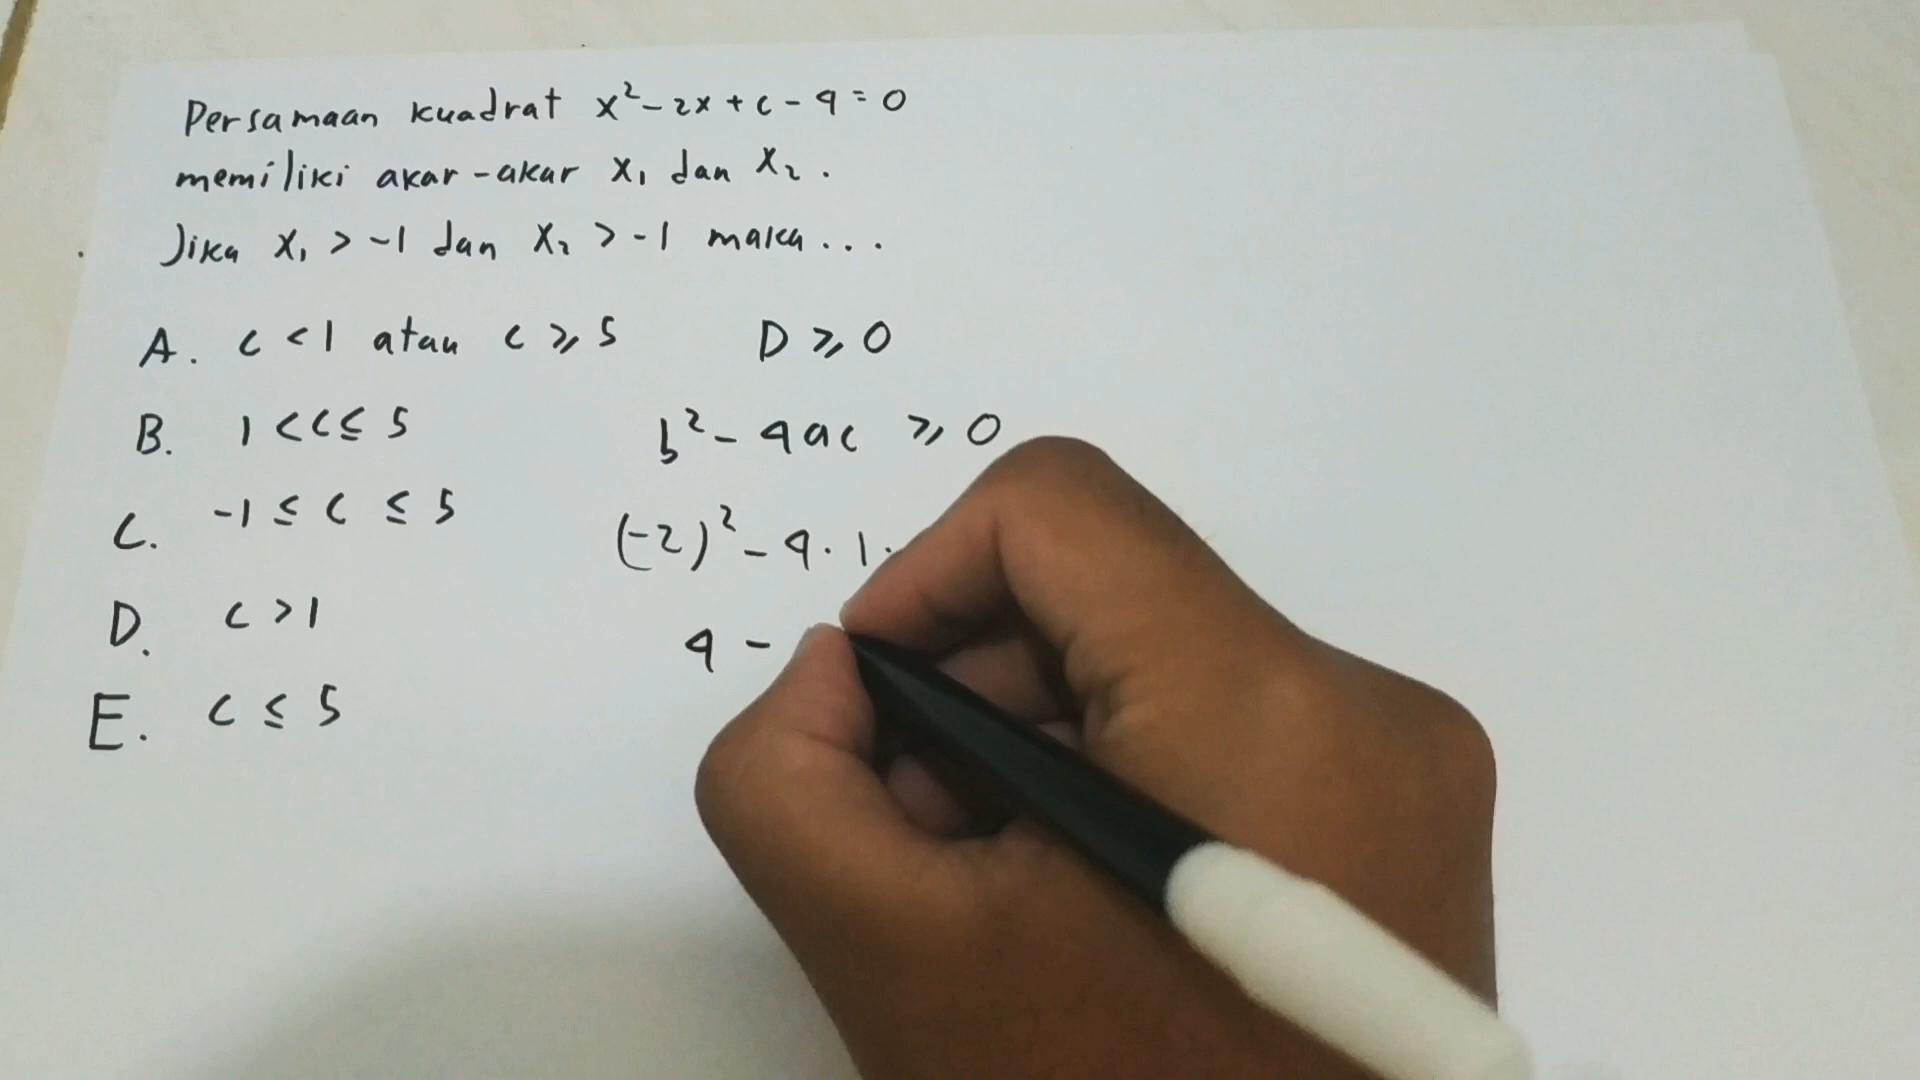 Persamaan kuadrat x² - 2x + c - 4 = 0
memiliki akar-akar x₁ dan x₂.
Jika x₁ > -1 dan x₂ > -1 maka...
A. c < 1 atau c ≥ 5
B. 1 < c ≤ 5
C. -1 ≤ c ≤ 5
D. c > 1
E. c ≤ 5
D ≥ 0
b² - 4ac ≥ 0
(-2)² - 4 · 1 ·
4 -